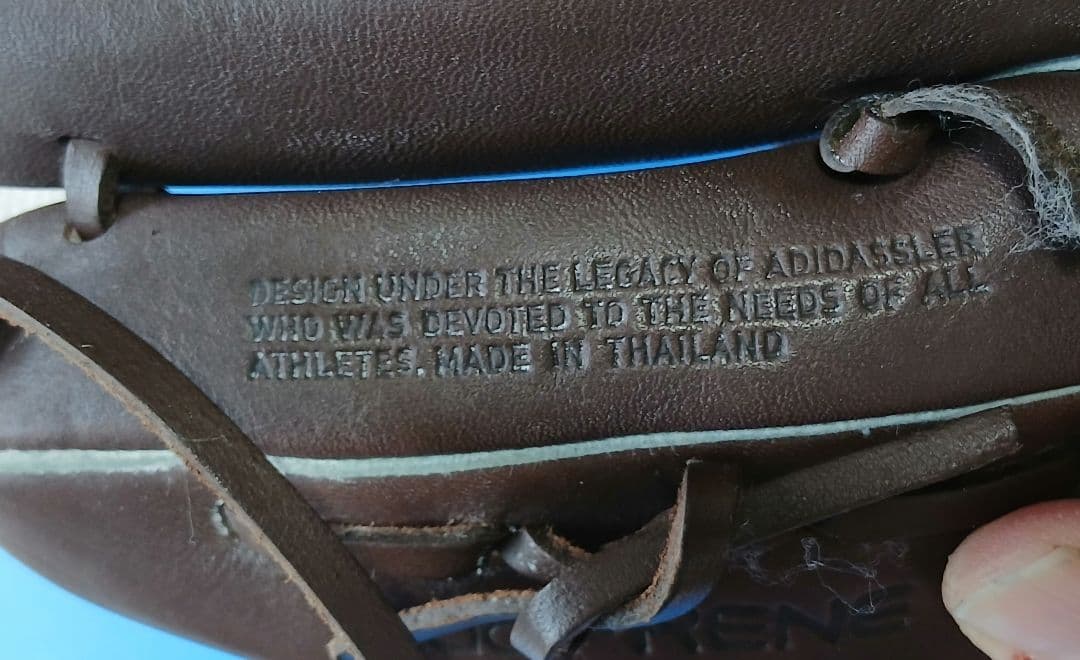 DESIGN UNDER THE LEGACY OF ADIDASSLER
WHO WAS DEVOTED TO THE NEEDS OF ALL
ATHLETES. MADE IN THAILAND